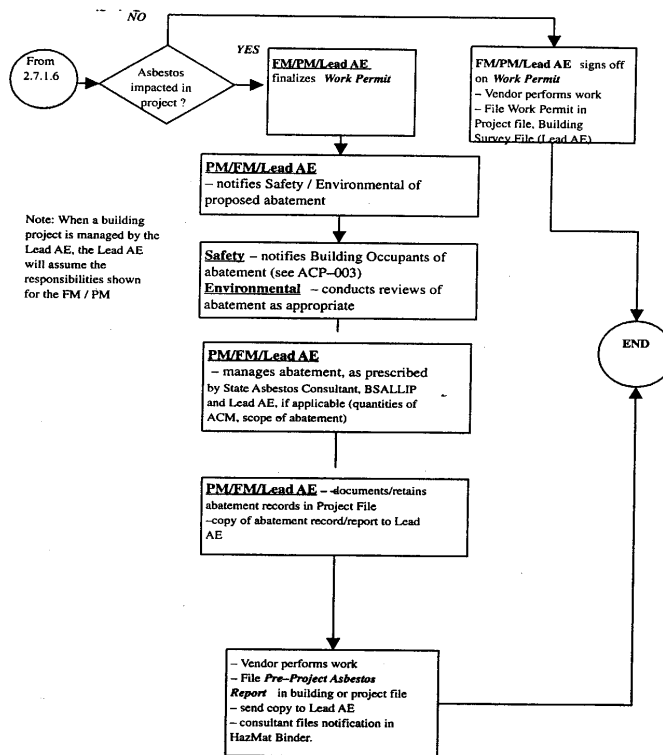 NO
From
2.7.1.6
Asbestos
impacted in
project ?
YES
FM/PM/Lead AE
finalizes Work Permit
FM/PM/Lead AE signs off
on Work Permit
– Vendor performs work
– File Work Permit in
Project file, Building
Survey File (Lead AE)
PM/FM/Lead AE
– notifies Safety / Environmental of
proposed abatement
Note: When a building
project is managed by the
Lead AE, the Lead AE
will assume the
responsibilities shown
for the FM / PM
Safety – notifies Building Occupants of
abatement (see ACP–003)
Environmental – conducts reviews of
abatement as appropriate
END
PM/FM/Lead AE
– manages abatement, as prescribed
by State Asbestos Consultant, BSALLIP
and Lead AE, if applicable (quantities of
ACM, scope of abatement)
PM/FM/Lead AE – –documents/retains
abatement records in Project File
–copy of abatement record/report to Lead
AE
– Vendor performs work
– File Pre–Project Asbestos
Report in building or project file
– send copy to Lead AE
– consultant files notification in
HazMat Binder.